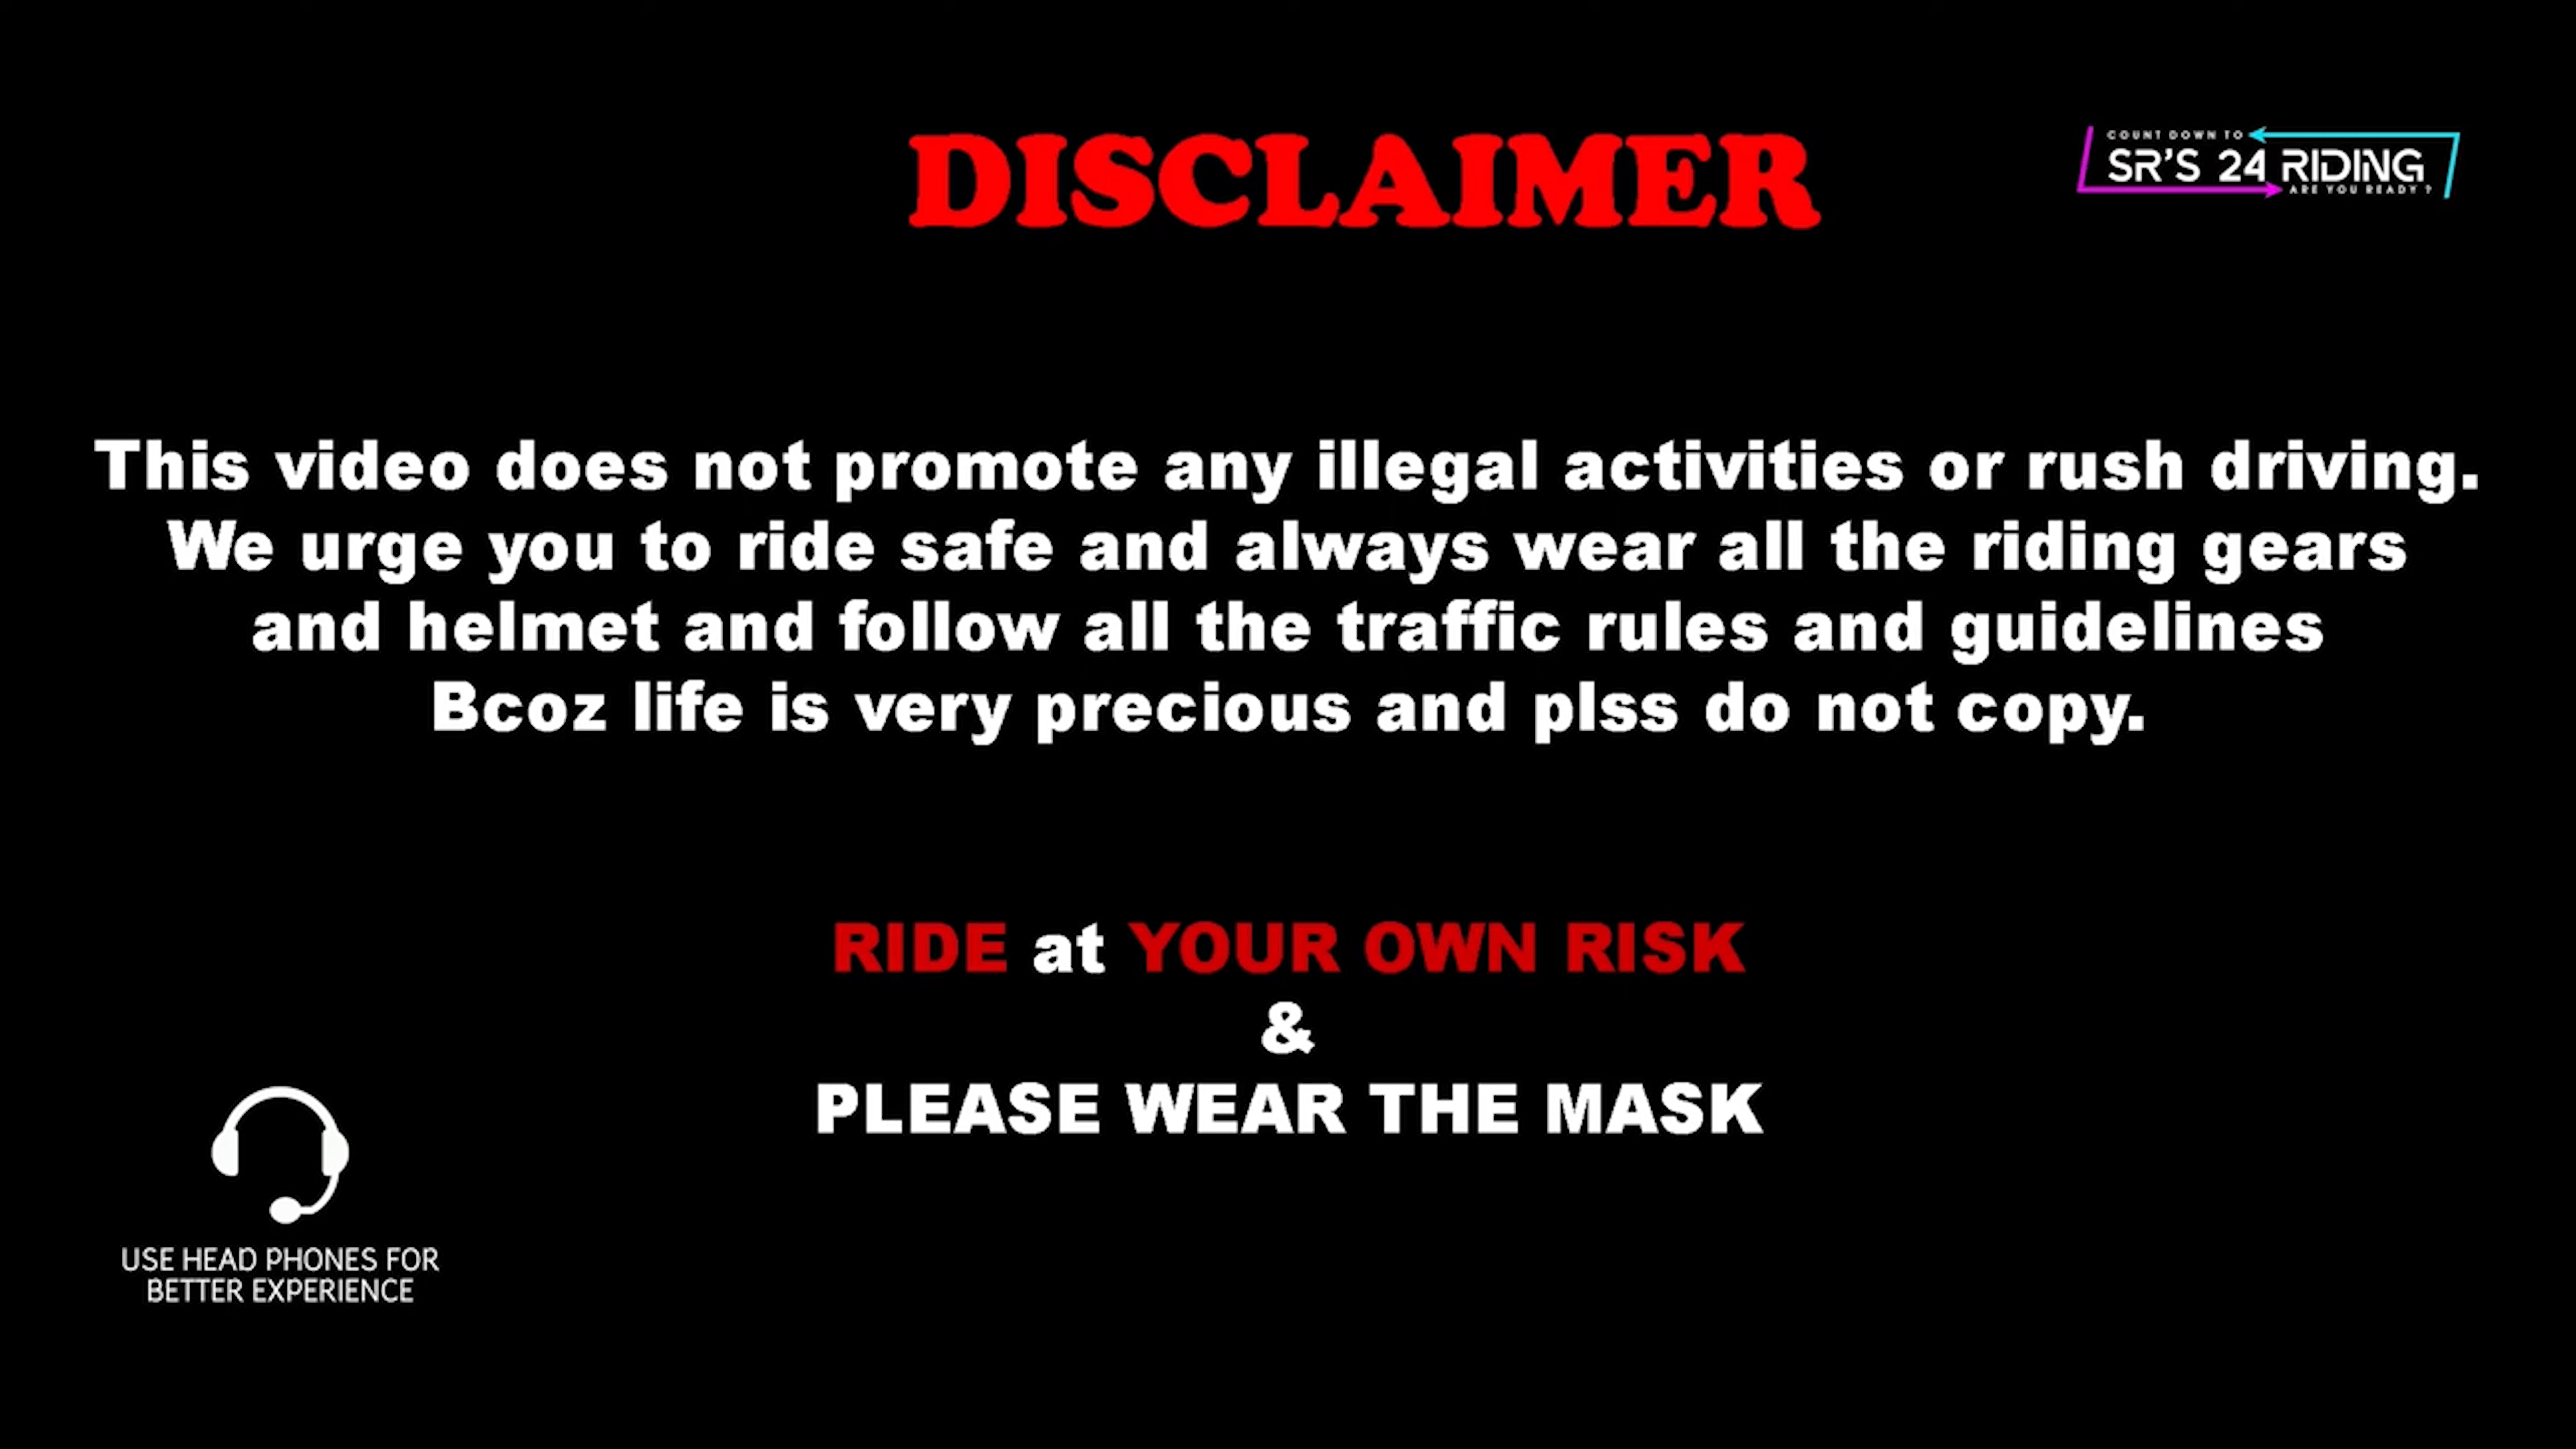 DISCLAIMER
COUNT DOWN TO
SR'S 24 RIDING
ARE YOU READY ?
This video does not promote any illegal activities or rush driving.
We urge you to ride safe and always wear all the riding gears
and helmet and follow all the traffic rules and guidelines
Bcoz life is very precious and plss do not copy.
RIDE at YOUR OWN RISK
&
PLEASE WEAR THE MASK
USE HEAD PHONES FOR
BETTER EXPERIENCE